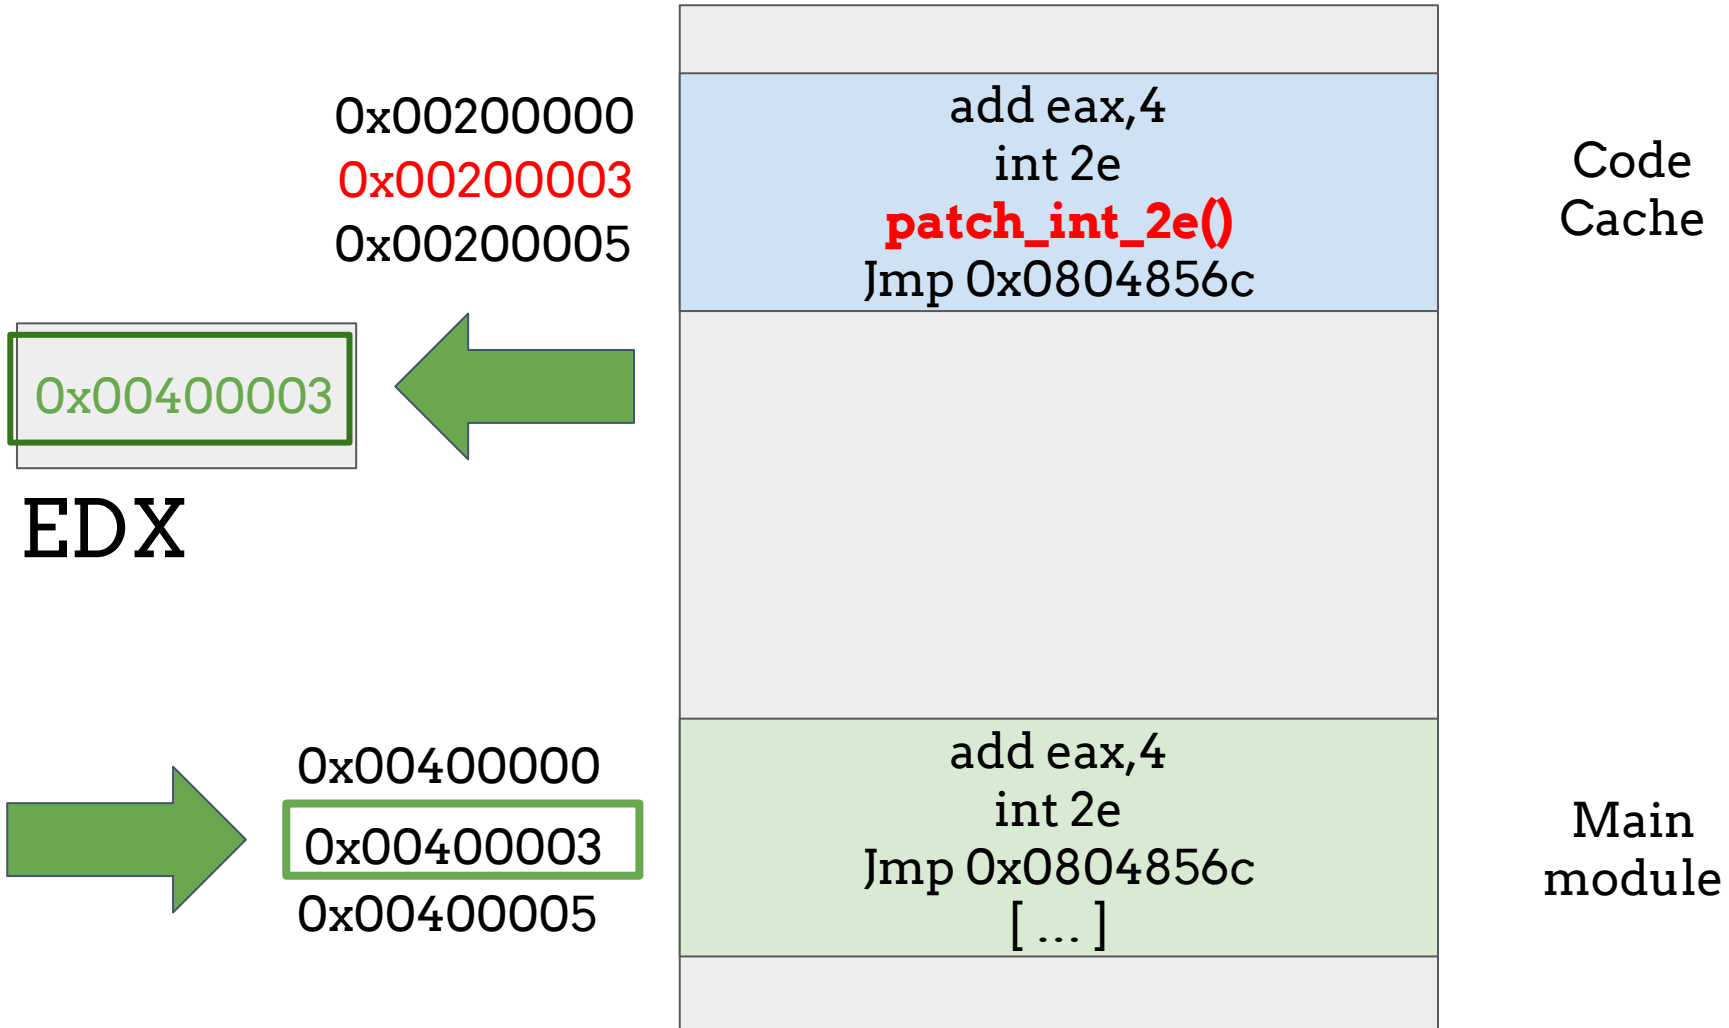 0x00200000
0x00200003
0x00200005
add eax,4
int 2e
patch_int_2e()
Jmp 0x0804856c
Code
Cache
0x00400003
EDX
0x00400000
0x00400003
0x00400005
add eax,4
int 2e
Jmp 0x0804856c
[ ... ]
Main
module